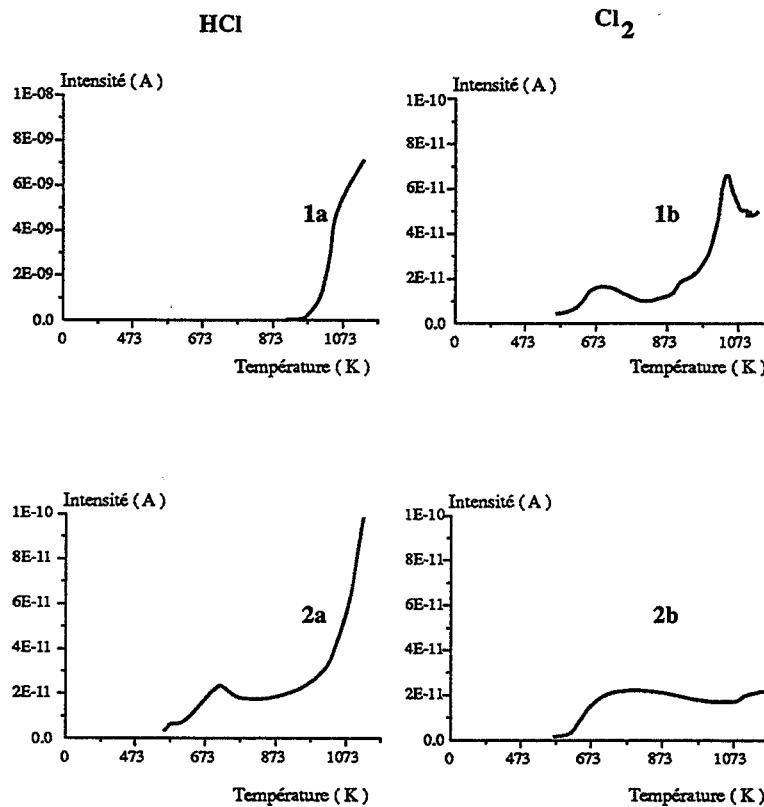 HCl
Cl2
Intensité ( A )
1E-08
8E-09
6E-09
4E-09
2E-09
0.0
1a
0 473 673 873 1073
Température ( K )
Intensité ( A )
1E-10
8E-11
6E-11
4E-11
2E-11
0.0
1b
0 473 673 873 1073
Température ( K )
Intensité ( A )
1E-10
8E-11
6E-11
4E-11
2E-11
0.0
2a
0 473 673 873 1073
Température ( K )
Intensité ( A )
1E-10
8E-11
6E-11
4E-11
2E-11
0.0
2b
0 473 673 873 1073
Température ( K )